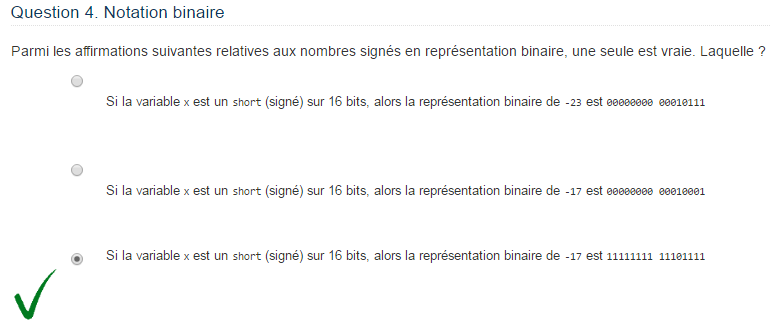 Question 4. Notation binaire
Parmi les affirmations suivantes relatives aux nombres signés en représentation binaire, une seule est vraie. Laquelle ?
Si la variable x est un short (signé) sur 16 bits, alors la représentation binaire de -23 est 00000000 00010111
Si la variable x est un short (signé) sur 16 bits, alors la représentation binaire de -17 est 00000000 00010001
Si la variable x est un short (signé) sur 16 bits, alors la représentation binaire de -17 est 11111111 11101111